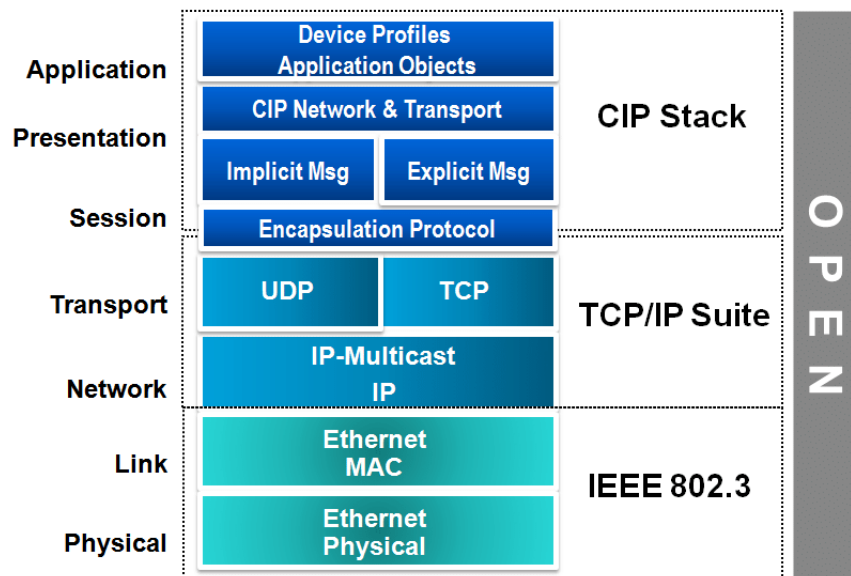 Application
Presentation
Session
Transport
Network
Link
Physical
Device Profiles
Application Objects
CIP Network & Transport
Implicit Msg
Explicit Msg
Encapsulation Protocol
UDP
TCP
IP-Multicast
IP
Ethernet
MAC
Ethernet
Physical
CIP Stack
TCP/IP Suite
IEEE 802.3
OPEN